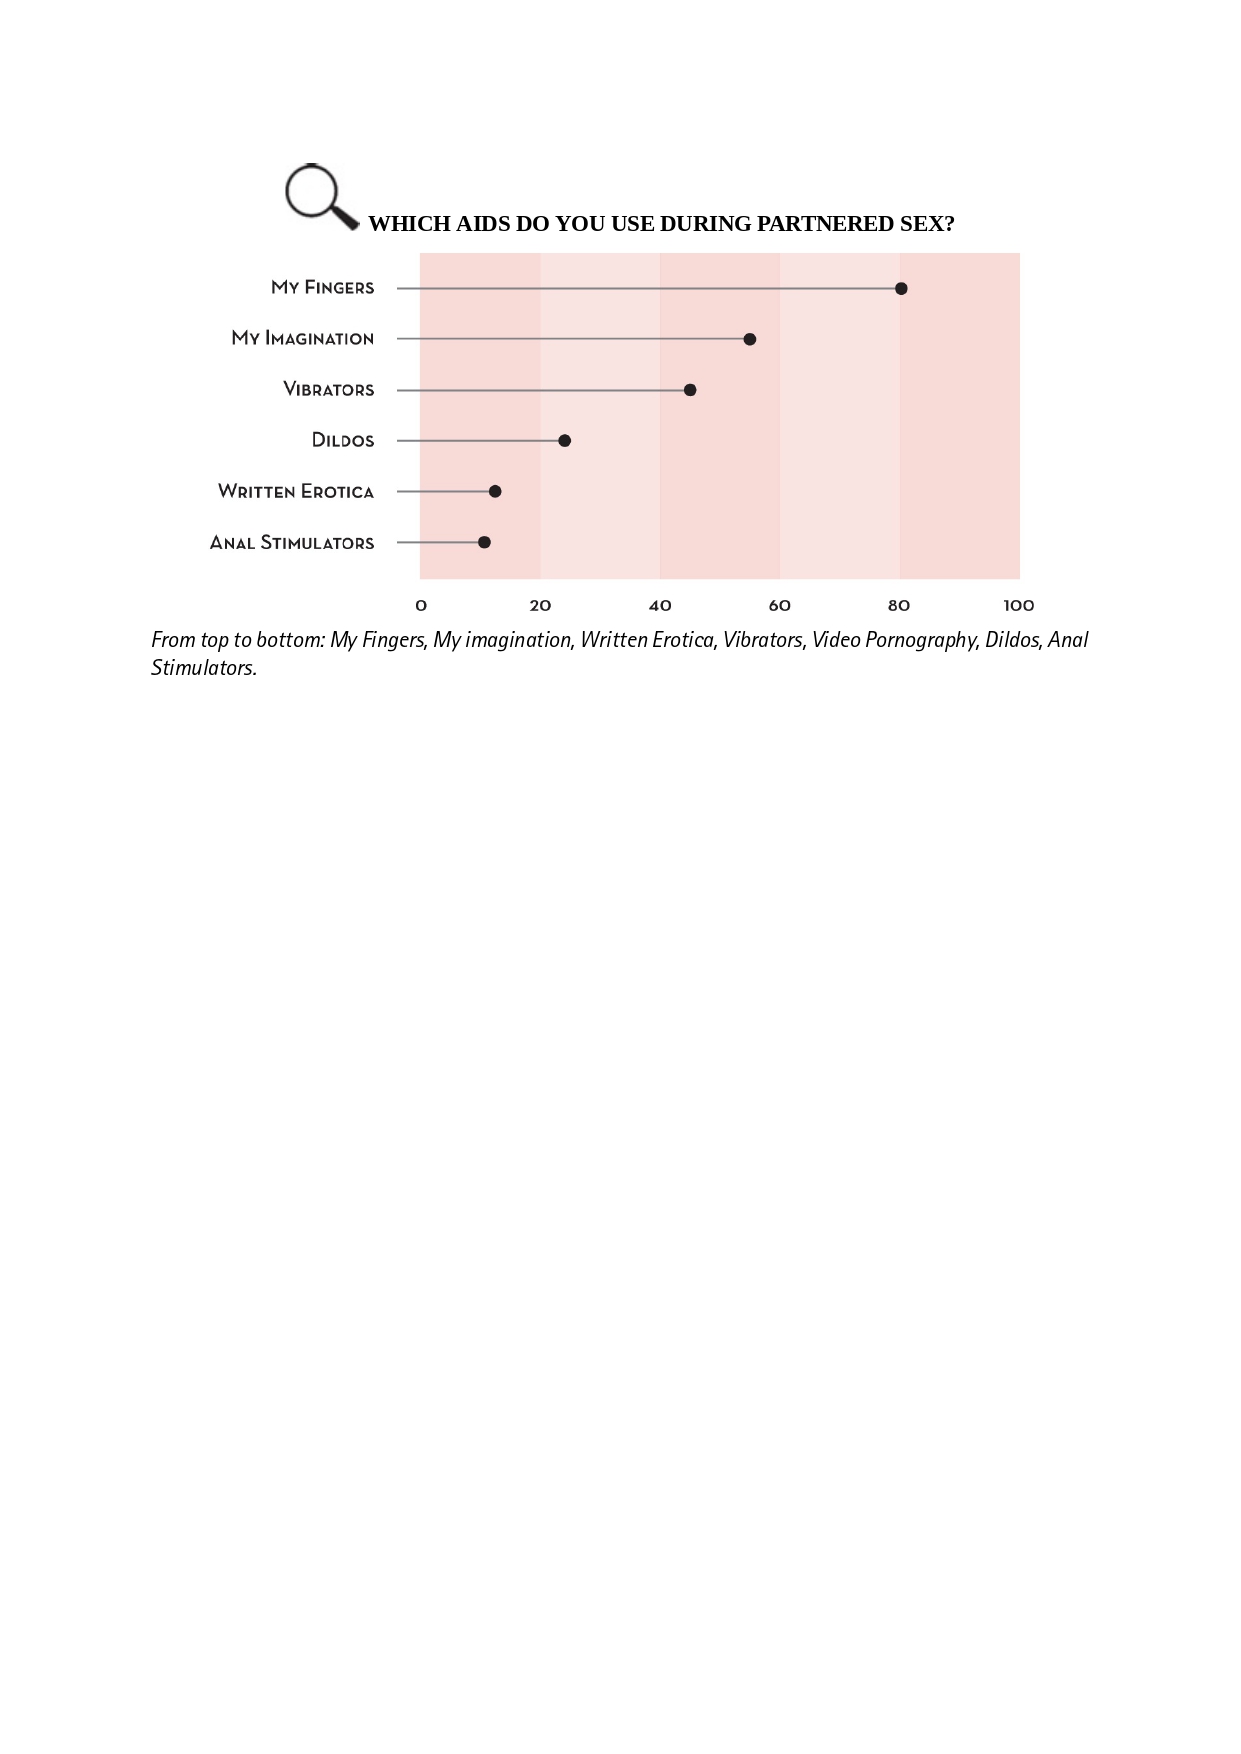 WHICH AIDS DO YOU USE DURING PARTNERED SEX?
My Fingers
My Imagination
Vibrators
Dildos
Written Erotica
Anal Stimulators
0 20 40 60 80 100
From top to bottom: My Fingers, My imagination, Written Erotica, Vibrators, Video Pornography, Dildos, Anal
Stimulators.